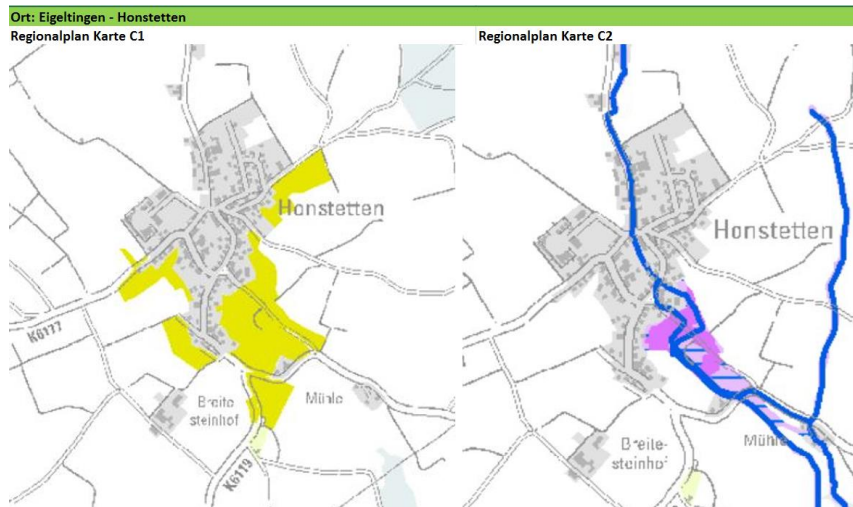 Ort: Eigeltingen - Honstetten
Regionalplan Karte C1
Regionalplan Karte C2
Honstetten
K6177
Breite
steinhof
Mühle
K6119
Honstetten
Breite-
steinhof
Mühle